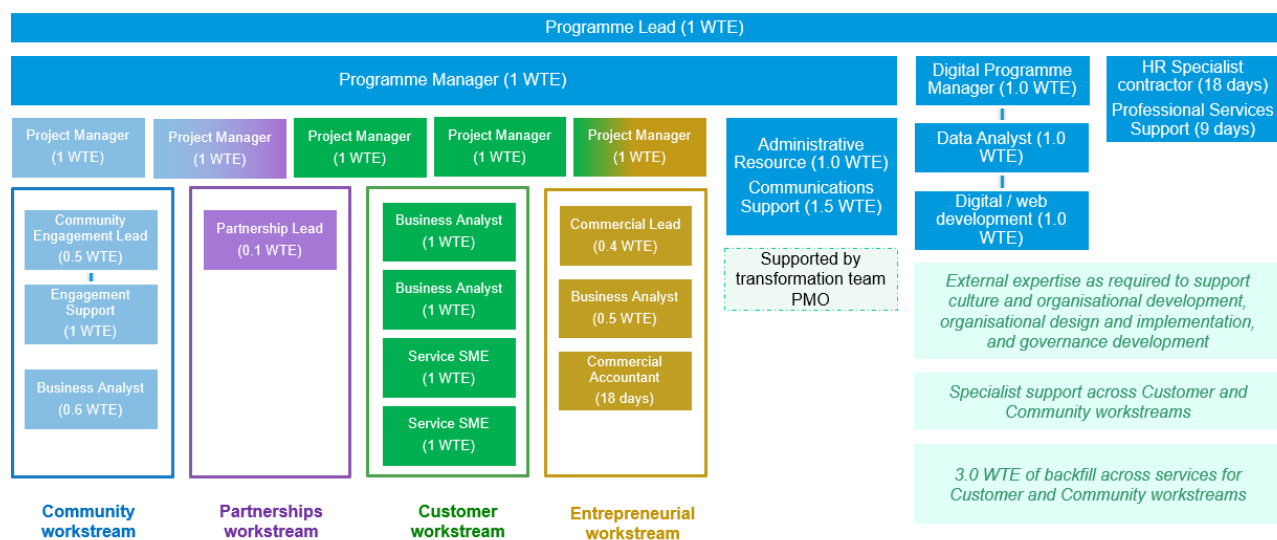 Programme Lead (1 WTE)
Programme Manager (1 WTE)
Digital Programme
Manager (1.0 WTE)
HR Specialist
contractor (18 days)
Professional Services
Support (9 days)
Project Manager
(1 WTE)
Project Manager
(1 WTE)
Project Manager
(1 WTE)
Project Manager
(1 WTE)
Project Manager
(1 WTE)
Administrative
Resource (1.0 WTE)
Communications
Support (1.5 WTE)
Data Analyst (1.0
WTE)
Digital / web
development (1.0
WTE)
Community
Engagement Lead
(0.5 WTE)
Engagement
Support
(1 WTE)
Business Analyst
(0.6 WTE)
Partnership Lead
(0.1 WTE)
Business Analyst
(1 WTE)
Business Analyst
(1 WTE)
Service SME
(1 WTE)
Service SME
(1 WTE)
Commercial Lead
(0.4 WTE)
Business Analyst
(0.5 WTE)
Commercial
Accountant
(18 days)
Supported by
transformation team
PMO
External expertise as required to support
culture and organisational development,
organisational design and implementation,
and governance development
Specialist support across Customer and
Community workstreams
3.0 WTE of backfill across services for
Customer and Community workstreams
Community
workstream
Partnerships
workstream
Customer
workstream
Entrepreneurial
workstream